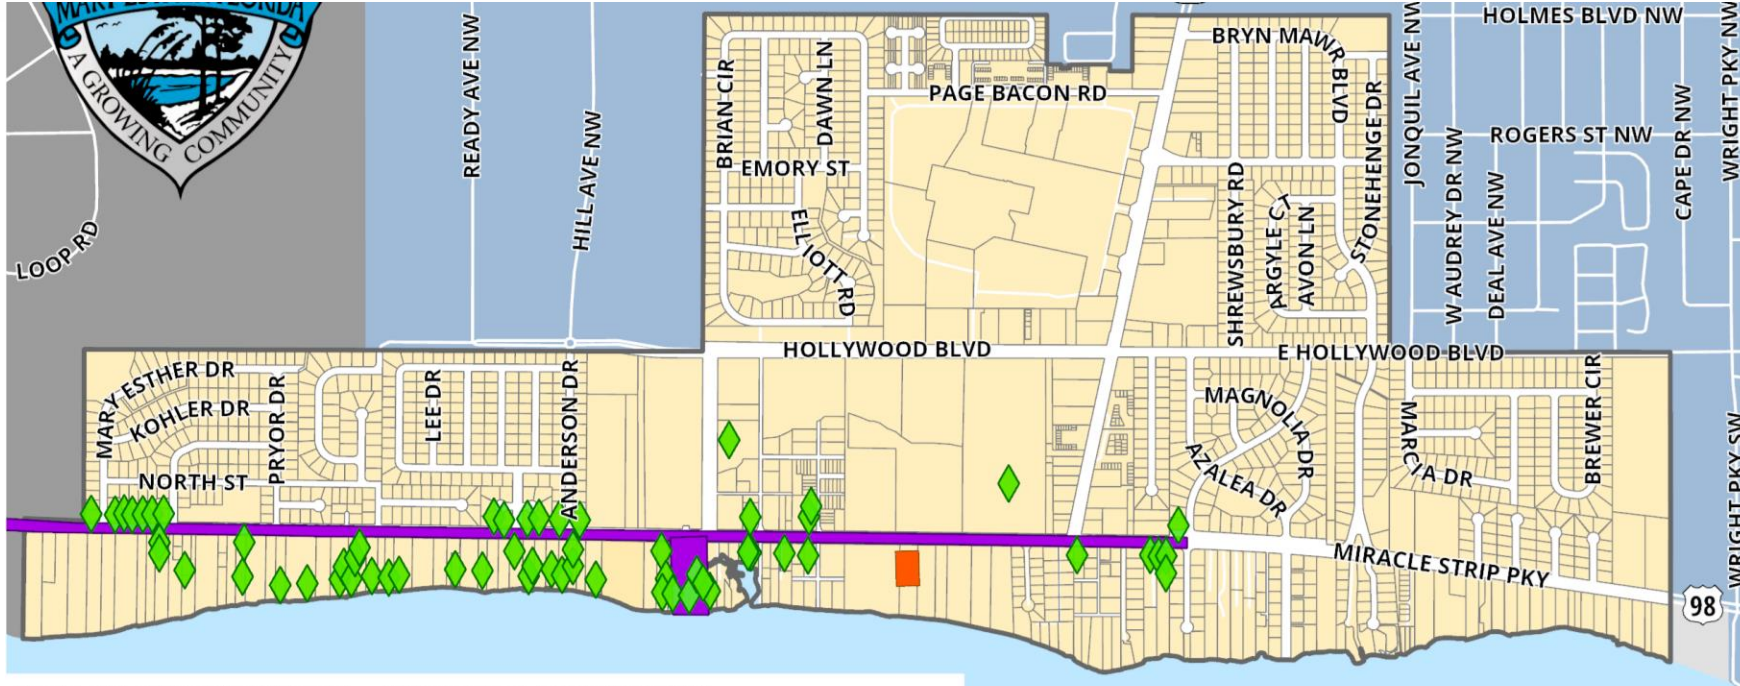 A GROWING COMMUNITY
READY AVE NW
HILL AVE NW
LOOP RD
BRIAN CIR
DAWN LN
EMORY ST
ELLIOTT RD
PAGE BACON RD
BRYN MAWR BLVD
STONEHENGE DR
SHREWSBURY RD
ARGYLE CT
AVON LN
JONQUIL AVE NW
HOLMES BLVD NW
WRIGHT PKY NW
ROGERS ST NW
W AUDREY DR NW
DEAL AVE NW
CAPE DR NW
HOLLYWOOD BLVD
E HOLLYWOOD BLVD
MARY ESTHER DR
KOHLER DR
PRYOR DR
LEE DR
ANDERSON DR
NORTH ST
MAGNOLIA DR
AZALEA DR
MARCIA DR
BREWER CIR
WRIGHT PKY SW
MIRACLE STRIP PKY
98